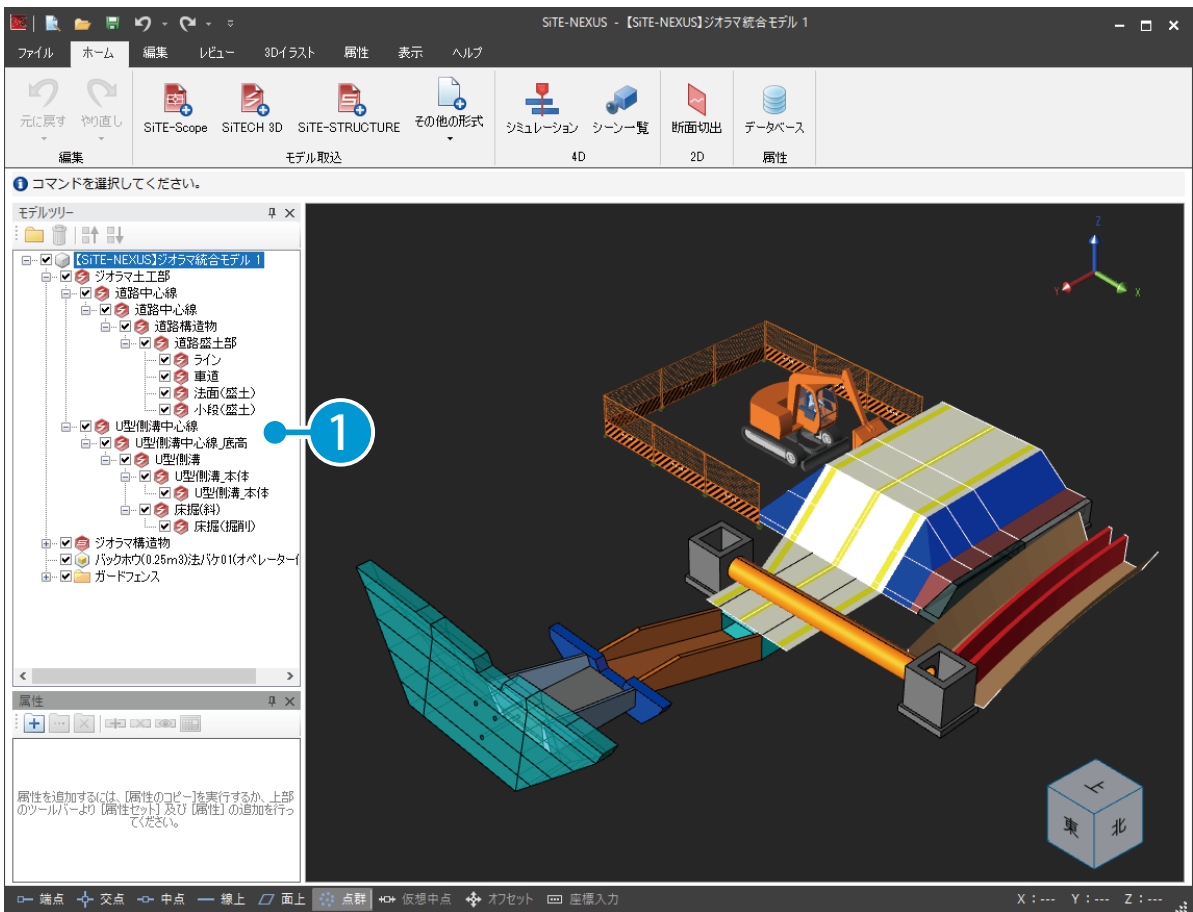 SiTE-NEXUS - 【SiTE-NEXUS】ジオラマ統合モデル 1
ファイル ホーム 編集 レビュー 3Dイラスト 属性 表示 ヘルプ
元に戻す やり直し SiTE-Scope SiTECH 3D SiTE-STRUCTURE その他の形式 シミュレーション シーン一覧 断面切出 データベース
編集 モデル取込 4D 2D 属性
コマンドを選択してください。
モデルツリー
【SiTE-NEXUS】ジオラマ統合モデル 1
ジオラマ土工部
道路中心線
道路中心線
道路構造物
道路盛土部
ライン
車道
法面(盛土)
小段(盛土)
U型側溝中心線
U型側溝中心線_底高
U型側溝
U型側溝_本体
U型側溝_本体
床掘(斜)
床掘(掘削)
ジオラマ構造物
バックホウ(0.25m3)法バケ01(オペレーター
ガードフェンス
1
Z
Y
X
属性
属性を追加するには、[属性のコピー]を実行するか、上部
のツールバーより [属性セット] 及び [属性] の追加を行っ
てください。
上
東 北
端点 交点 中点 線上 面上 点群 仮想中点 オフセット 座標入力 X : --- Y : --- Z : ---